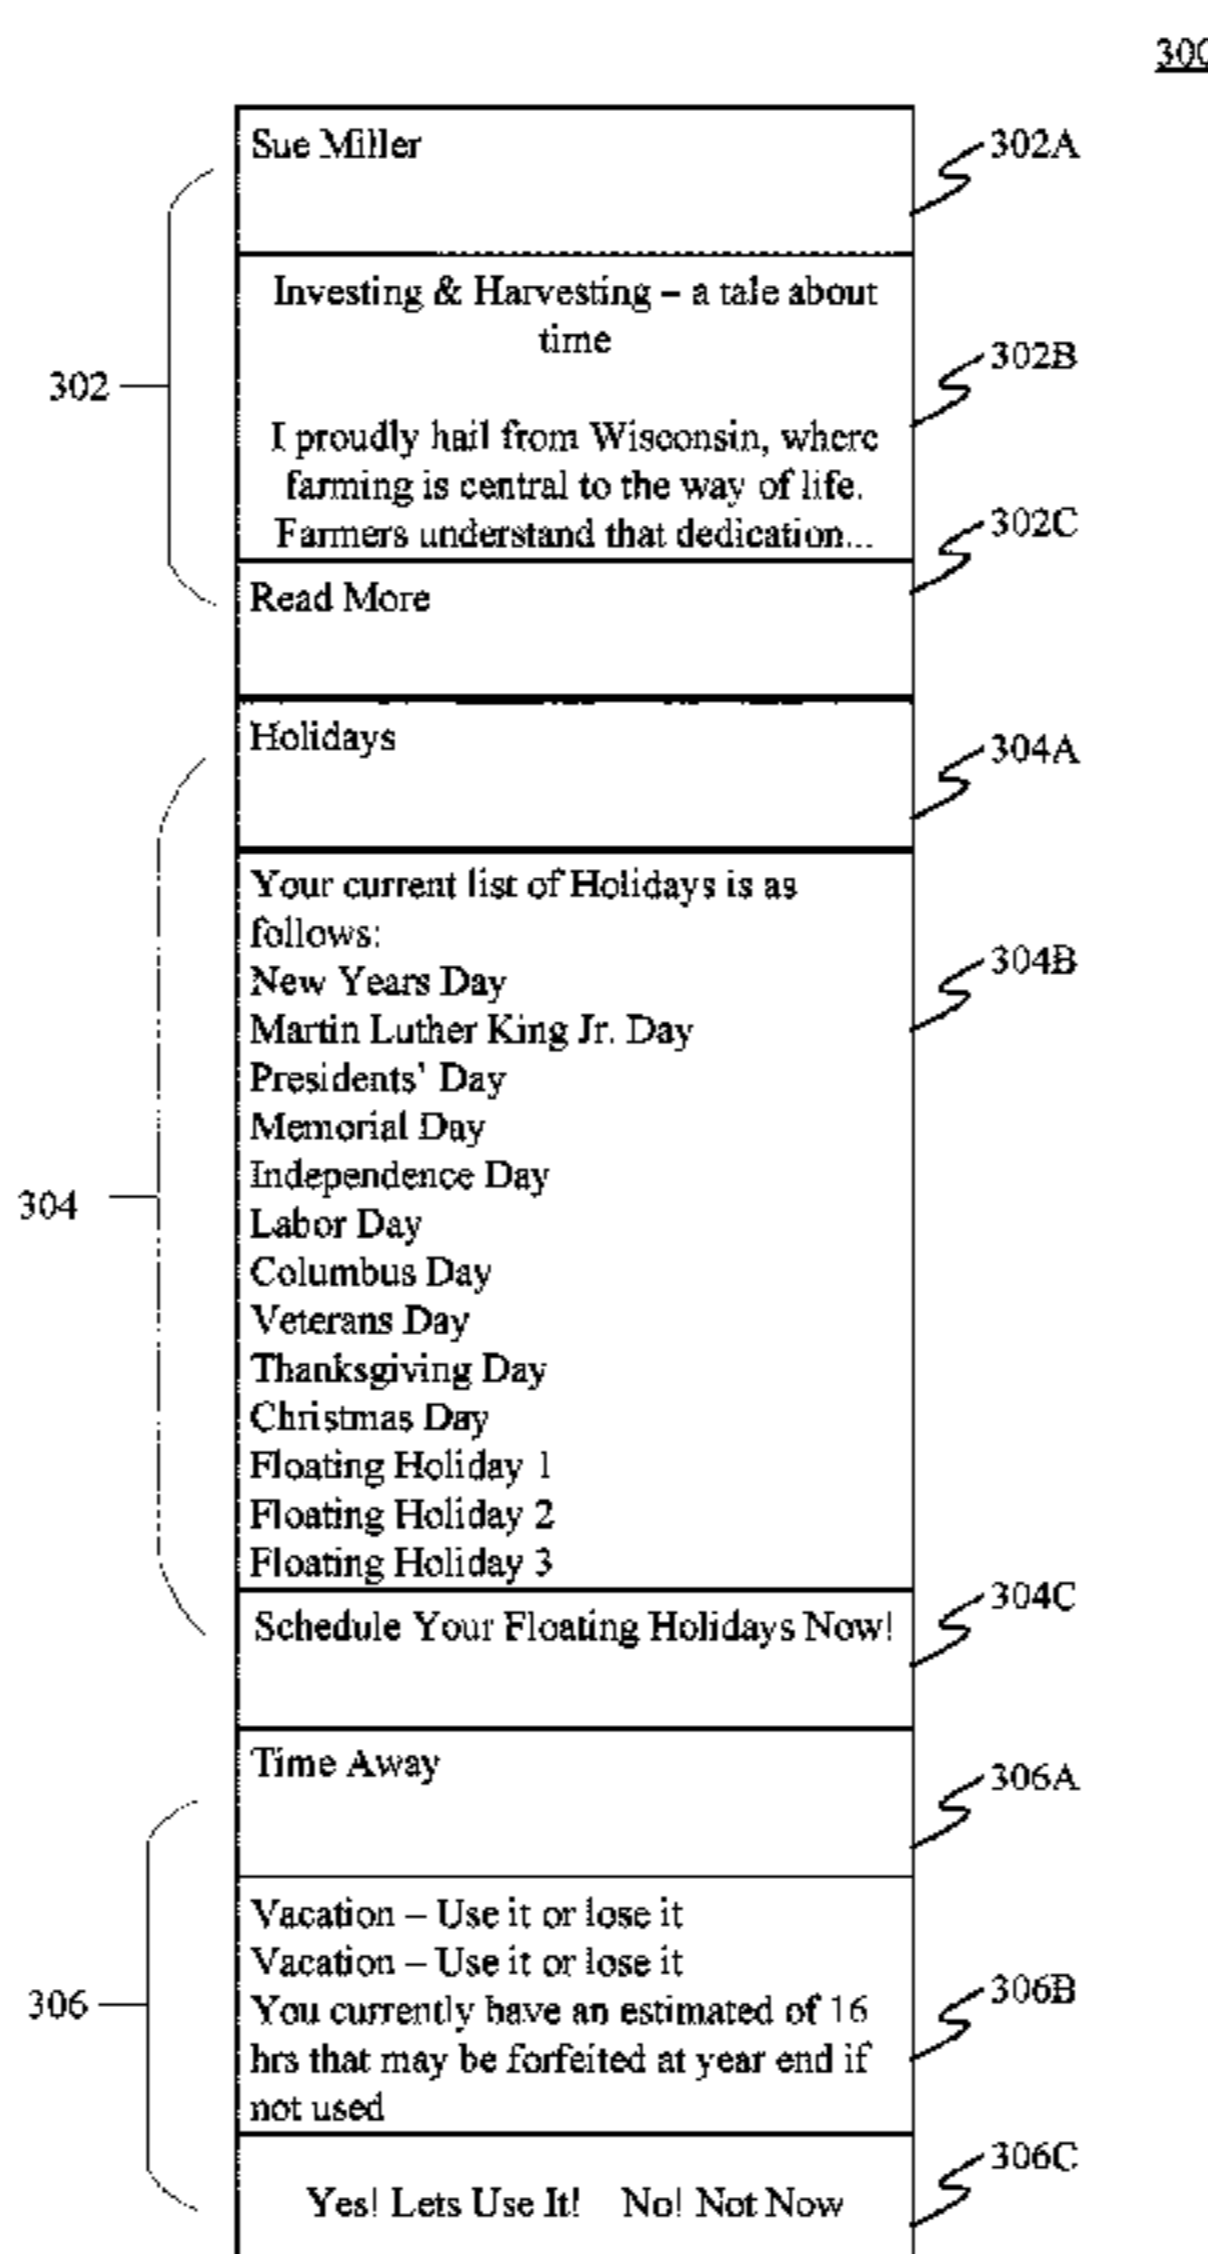 300
Sue Miller
302A
Investing & Harvesting – a tale about
time
302B
302
I proudly hail from Wisconsin, where
farming is central to the way of life.
Farmers understand that dedication...
302C
Read More
Holidays
304A
Your current list of Holidays is as
follows:
304B
New Years Day
Martin Luther King Jr. Day
Presidents’ Day
Memorial Day
Independence Day
304
Labor Day
Columbus Day
Veterans Day
Thanksgiving Day
Christmas Day
Floating Holiday 1
Floating Holiday 2
Floating Holiday 3
304C
Schedule Your Floating Holidays Now!
Time Away
306A
Vacation – Use it or lose it
Vacation – Use it or lose it
306B
306
You currently have an estimated of 16
hrs that may be forfeited at year end if
not used
306C
Yes! Lets Use It! No! Not Now